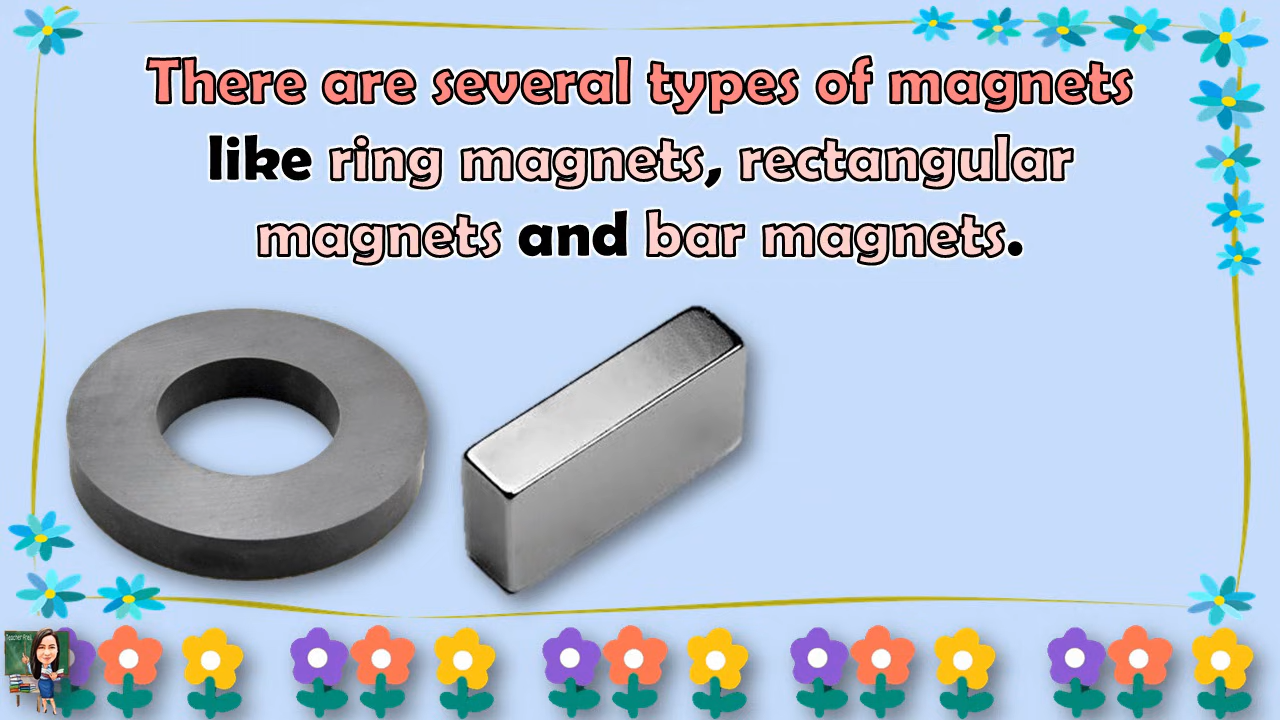 There are several types of magnets
like ring magnets, rectangular
magnets and bar magnets.